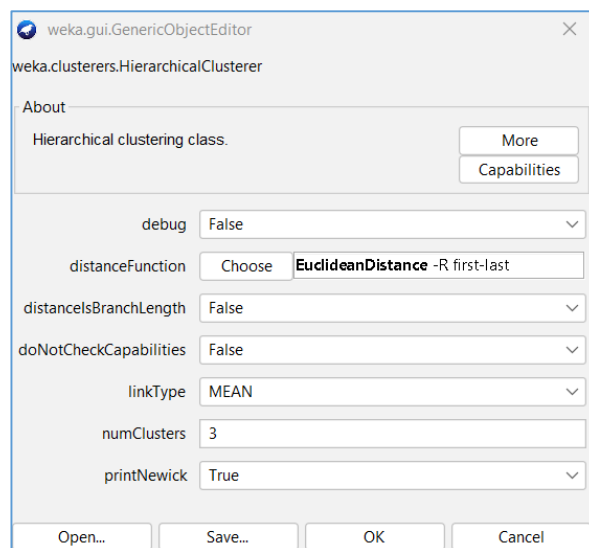 weka.gui.GenericObjectEditor
weka.clusterers.HierarchicalClusterer
About
Hierarchical clustering class.
More
Capabilities
debug False
distanceFunction Choose EuclideanDistance -R first-last
distanceIsBranchLength False
doNotCheckCapabilities False
linkType MEAN
numClusters 3
printNewick True
Open... Save... OK Cancel